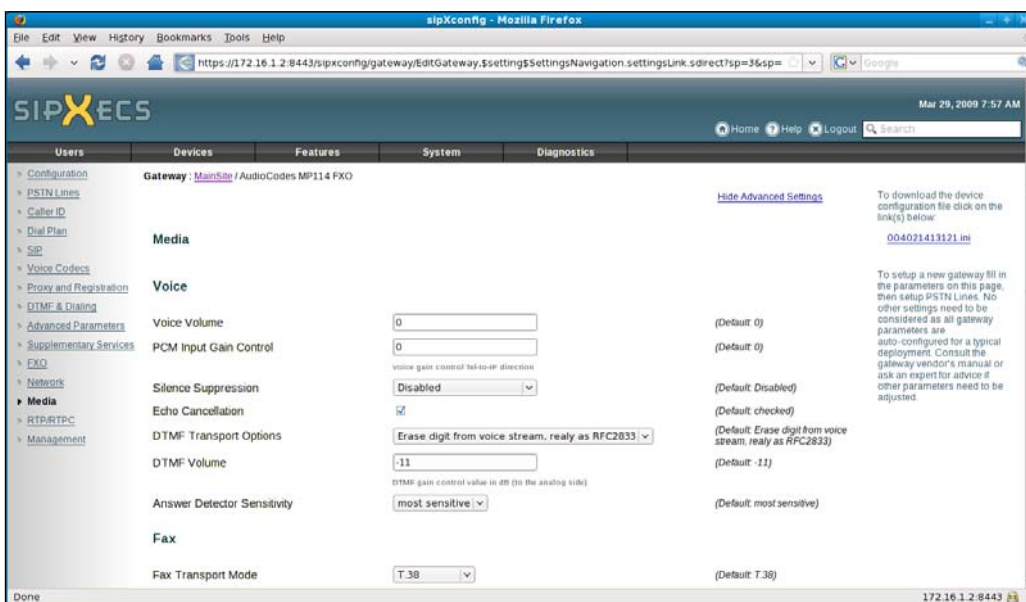 sipXconfig - Mozilla Firefox
File Edit View History Bookmarks Tools Help
https://172.16.1.2:8443/sipxconfig/gateway/EditGateway,$setting$SettingsNavigation.settingsLink.sdirect?sp=3&sp=
Google
SIPXECS
Mar 29, 2009 7:57 AM
Home Help Logout Search
Users Devices Features System Diagnostics
Configuration
PSTN Lines
Caller ID
Dial Plan
SIP
Voice Codecs
Proxy and Registration
DTMF & Dialing
Advanced Parameters
Supplementary Services
FXO
Network
Media
RTP/RTPC
Management
Gateway : MainSite / AudioCodes MP114 FXO
Hide Advanced Settings
Media
Voice
Voice Volume 0 (Default: 0)
PCM Input Gain Control 0 (Default: 0)
voice gain control Tel-to-IP direction
Silence Suppression Disabled (Default: Disabled)
Echo Cancellation (Default: checked)
DTMF Transport Options Erase digit from voice stream, realy as RFC2833 (Default: Erase digit from voice
stream, realy as RFC2833)
DTMF Volume -11 (Default: -11)
DTMF gain control value in dB (to the analog side)
Answer Detector Sensitivity most sensitive (Default: most sensitive)
Fax
Fax Transport Mode T.38 (Default: T.38)
To download the device
configuration file click on the
link(s) below:
004021413121.ini
To setup a new gateway fill in
the parameters on this page,
then setup PSTN Lines. No
other settings need to be
considered as all gateway
parameters are
auto-configured for a typical
deployment. Consult the
gateway vendor's manual or
ask an expert for advice if
other parameters need to be
adjusted.
Done
172.16.1.2:8443